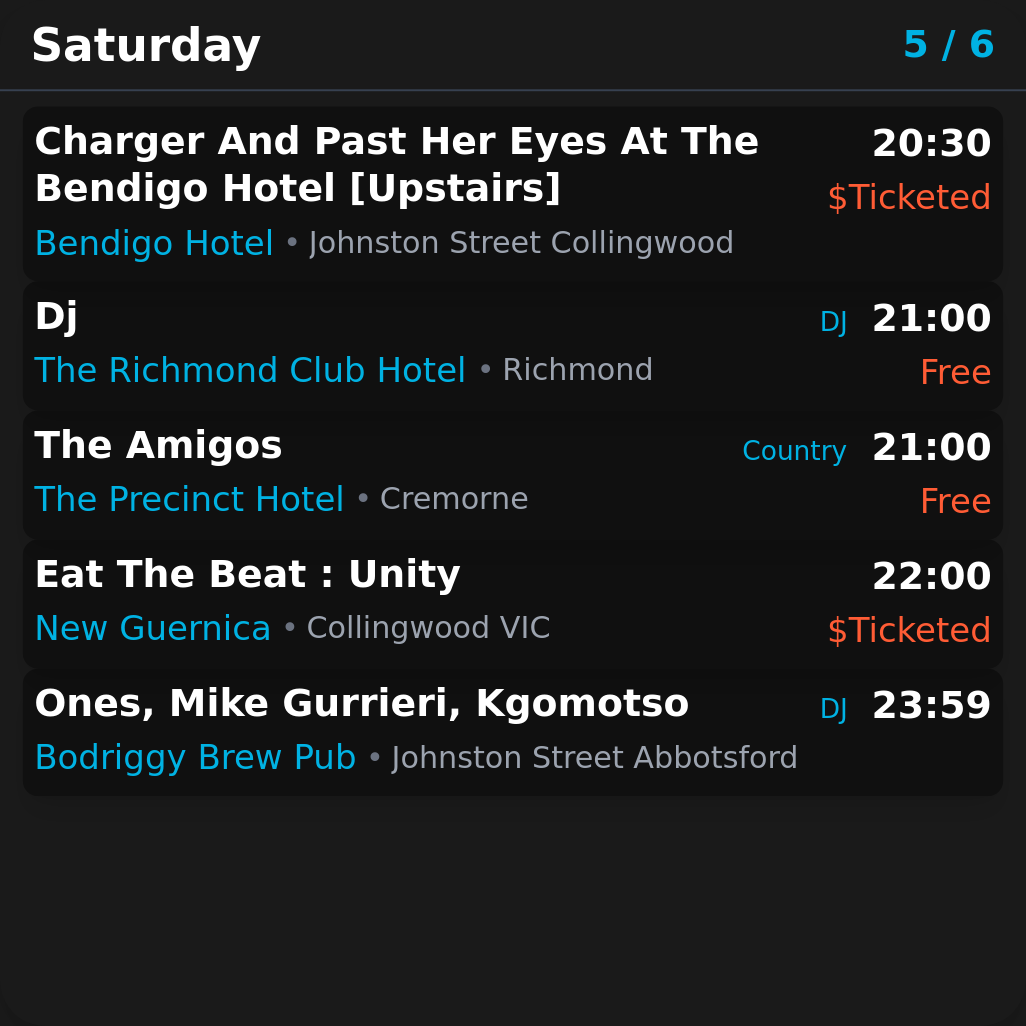 Saturday 5 / 6
Charger And Past Her Eyes At The 20:30
Bendigo Hotel [Upstairs] $Ticketed
Bendigo Hotel • Johnston Street Collingwood
Dj DJ 21:00
The Richmond Club Hotel • Richmond Free
The Amigos Country 21:00
The Precinct Hotel • Cremorne Free
Eat The Beat : Unity 22:00
New Guernica • Collingwood VIC $Ticketed
Ones, Mike Gurrieri, Kgomotso DJ 23:59
Bodriggy Brew Pub • Johnston Street Abbotsford